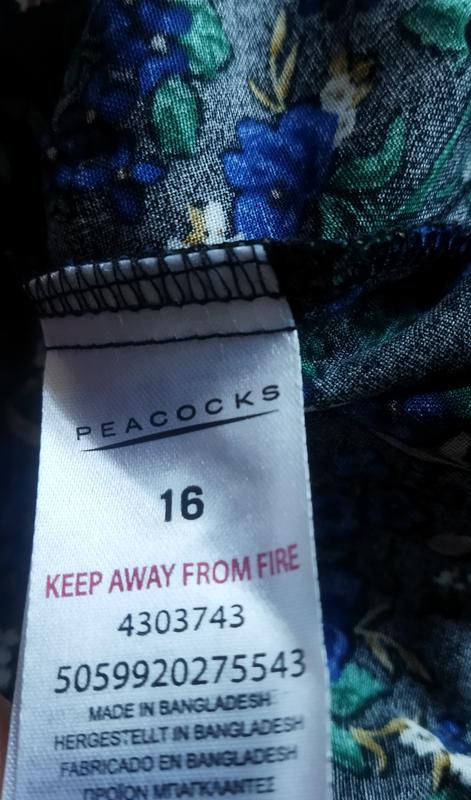 PEACOCKS
16
KEEP AWAY FROM FIRE
4303743
5059920275543
MADE IN BANGLADESH
HERGESTELLT IN BANGLADESH
FABRICADO EN BANGLADESH
ΠΡΟΪΟΝ ΜΠΑΓΚΛΑΝΤΕΣ